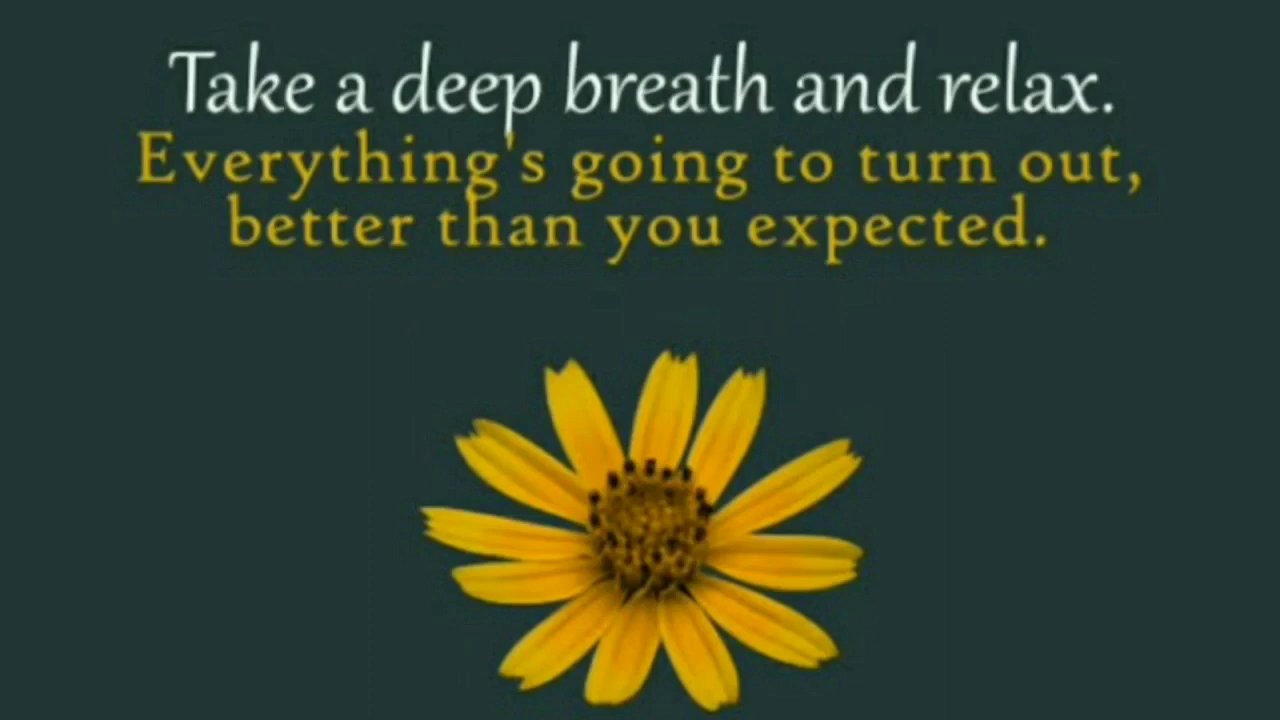 Take a deep breath and relax.
Everything's going to turn out,
better than you expected.